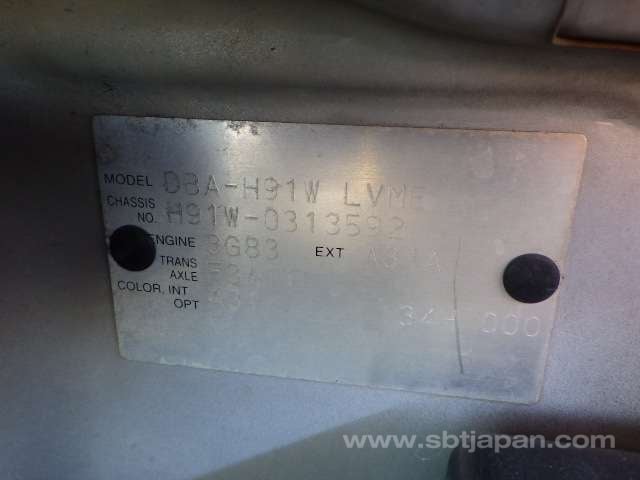 MODEL DBA-H91W LVME
CHASSIS NO. H91W-0313592
ENGINE 3G83 EXT A31A
TRANS AXLE
COLOR, INT
OPT 000
www.sbtjapan.com